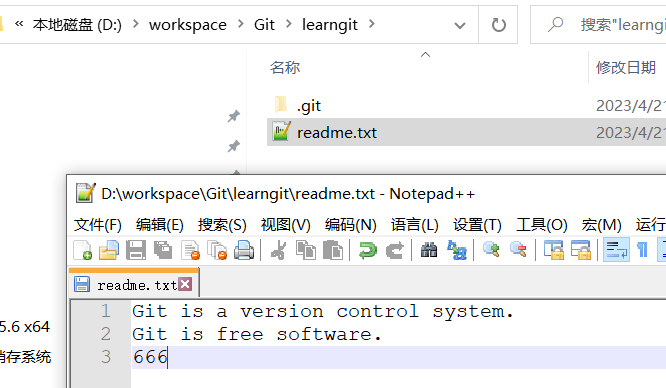 « 本地磁盘 (D:) > workspace > Git > learngit >
搜索"learngi
名称
修改日期
.git
2023/4/21
readme.txt
2023/4/21
D:\workspace\Git\learngit\readme.txt - Notepad++
文件(F) 编辑(E) 搜索(S) 视图(V) 编码(N) 语言(L) 设置(T) 工具(O) 宏(M) 运行
readme.txt
1 Git is a version control system.
2 Git is free software.
3 666
5.6 x64
消存系统